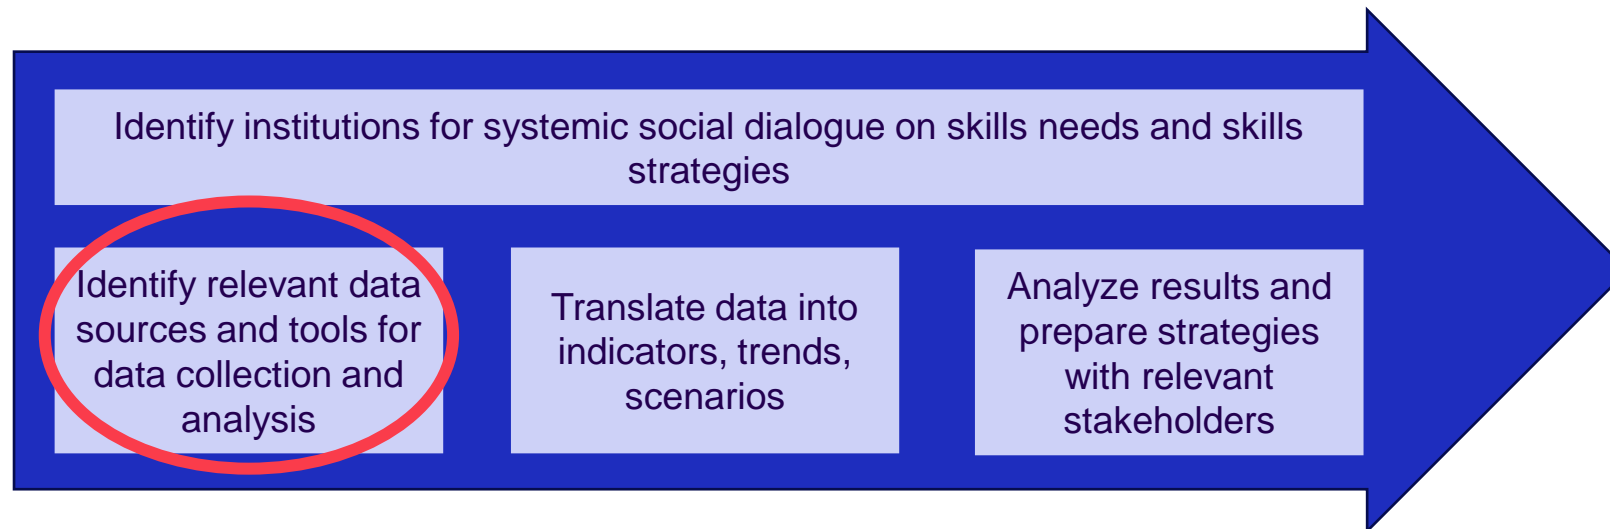 Identify institutions for systemic social dialogue on skills needs and skills
strategies
Identify relevant data
sources and tools for
data collection and
analysis
Translate data into
indicators, trends,
scenarios
Analyze results and
prepare strategies
with relevant
stakeholders